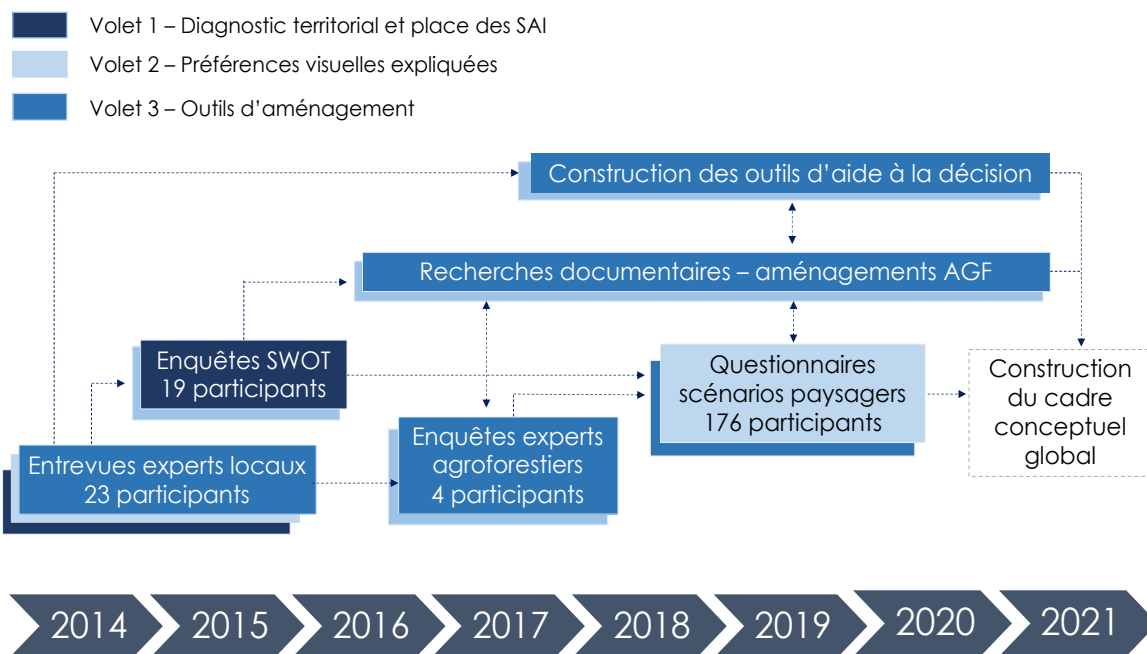 Volet 1 – Diagnostic territorial et place des SAI
Volet 2 – Préférences visuelles expliquées
Volet 3 – Outils d’aménagement
Construction des outils d’aide à la décision
Recherches documentaires – aménagements AGF
Enquêtes SWOT
19 participants
Questionnaires
scénarios paysagers
176 participants
Construction
du cadre
conceptuel
global
Enquêtes experts
agroforestiers
4 participants
Entrevues experts locaux
23 participants
2014
2015
2016
2017
2018
2019
2020
2021